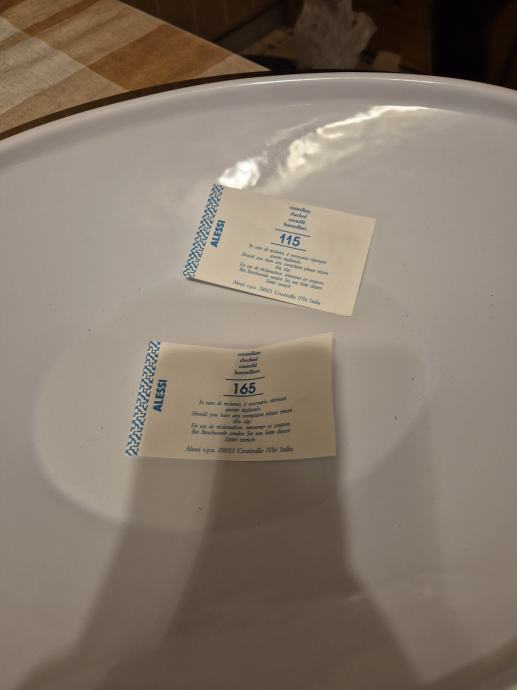 ALESSI
controllato
checked
contrôlé
kontrolliert
115
In caso di reclamo, è necessario ritornare
questo tagliando.
Should you have any complaint please return
this slip.
En cas de réclamation, retourner ce coupon.
Bei Beschwerde senden Sie uns bitte diesen
Zettel zurück.
Alessi s.p.a. 28023 Crusinallo (Vb) Italia
ALESSI
controllato
checked
contrôlé
kontrolliert
165
In caso di reclamo, è necessario ritornare
questo tagliando.
Should you have any complaint please return
this slip.
En cas de réclamation, retourner ce coupon.
Bei Beschwerde senden Sie uns bitte diesen
Zettel zurück.
Alessi s.p.a. 28023 Crusinallo (Vb) Italia